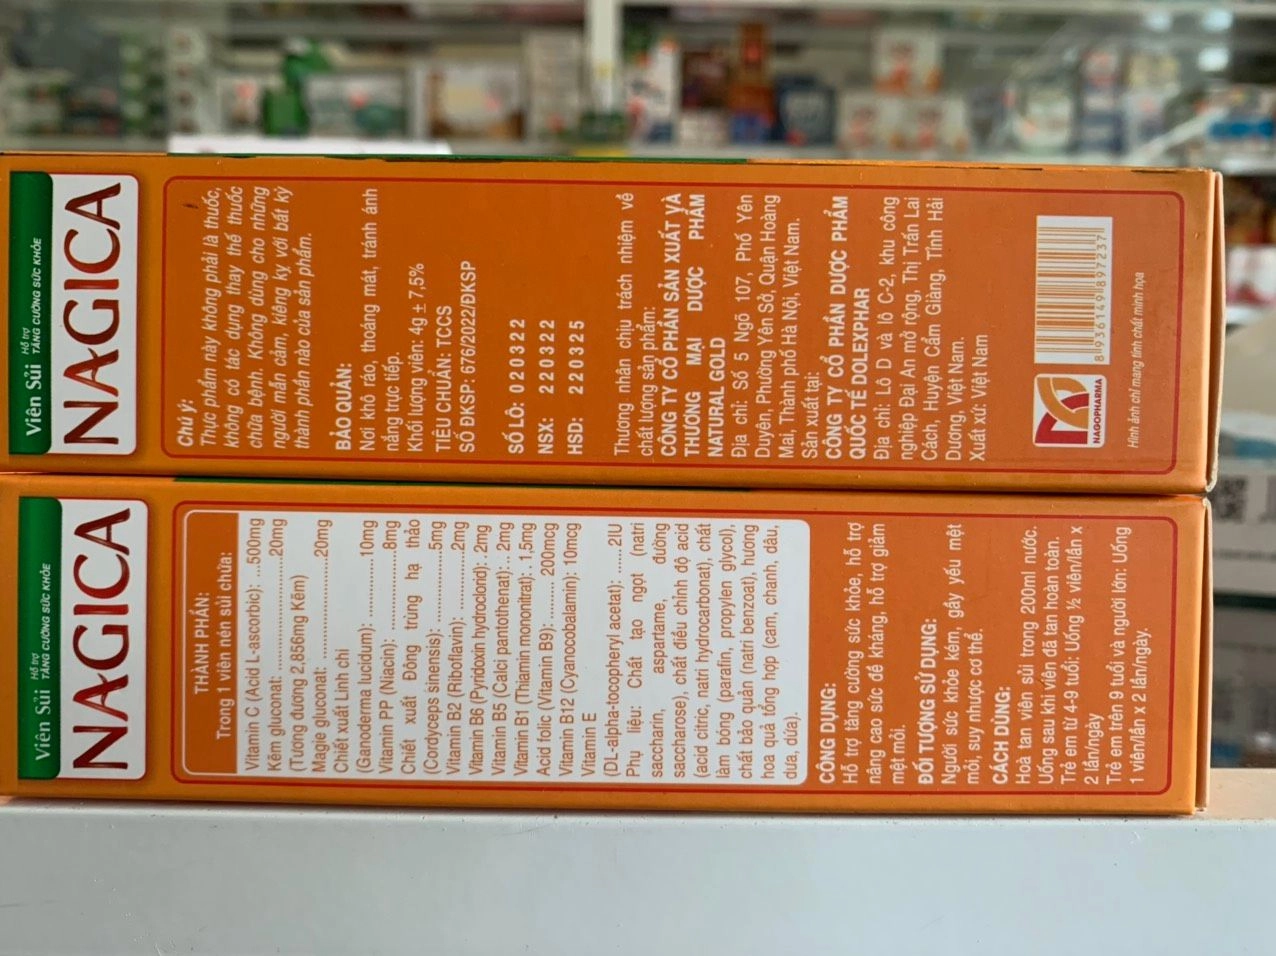 Viên Sủi
Hỗ trợ
TĂNG CƯỜNG SỨC KHỎE
NAGICA
Chú ý:
Thực phẩm này không phải là thuốc,
không có tác dụng thay thế thuốc
chữa bệnh. Không dùng cho những
người mẫn cảm, kiêng kỵ với bất kỳ
thành phần nào của sản phẩm.
BẢO QUẢN:
Nơi khô ráo, thoáng mát, tránh ánh
nắng trực tiếp.
Khối lượng viên: 4g ± 7,5%
TIÊU CHUẨN: TCCS
SỐ ĐKSP: 676/2022/ĐKSP
SỐ LÔ: 020322
NSX: 220322
HSD: 220325
Thương nhân chịu trách nhiệm về
chất lượng sản phẩm:
CÔNG TY CỔ PHẦN SẢN XUẤT VÀ
THƯƠNG MẠI DƯỢC PHẨM
NATURAL GOLD
Địa chỉ: Số 5 Ngõ 107, Phố Yên
Duyên, Phường Yên Sở, Quận Hoàng
Mai, Thành phố Hà Nội, Việt Nam.
Sản xuất tại:
CÔNG TY CỔ PHẦN DƯỢC PHẨM
QUỐC TẾ DOLEXPHAR
Địa chỉ: Lô D và lô C-2, khu công
nghiệp Đại An mở rộng, Thị Trấn Lai
Cách, Huyện Cẩm Giàng, Tỉnh Hải
Dương, Việt Nam.
Xuất xứ: Việt Nam
NAGOPHARMA
8936149897237
Hình ảnh chỉ mang tính chất minh họa
Viên Sủi
Hỗ trợ
TĂNG CƯỜNG SỨC KHỎE
NAGICA
THÀNH PHẦN:
Trong 1 viên nén sủi chứa:
Vitamin C (Acid L-ascorbic): ...500mg
Kẽm gluconat: ........................ 20mg
(Tương đương 2,856mg Kẽm)
Magie gluconat: ..................... 20mg
Chiết xuất Linh chi
(Ganoderma lucidum): ............10mg
Vitamin PP (Niacin): .................8mg
Chiết xuất Đông trùng hạ thảo
(Cordyceps sinensis): ..............5mg
Vitamin B2 (Riboflavin): ...........2mg
Vitamin B6 (Pyridoxin hydroclorid): .2mg
Vitamin B5 (Calci pantothenat): ...2mg
Vitamin B1 (Thiamin mononitrat): .1,5mg
Acid folic (Vitamin B9): ......... 200mcg
Vitamin B12 (Cyanocobalamin): 10mcg
Vitamin E
(DL-alpha-tocopheryl acetat): ......2IU
Phụ liệu: Chất tạo ngọt (natri
saccharin, aspartame, đường
saccharose), chất điều chỉnh độ acid
(acid citric, natri hydrocarbonat), chất
làm bóng (parafin, propylen glycol),
chất bảo quản (natri benzoat), hương
hoa quả tổng hợp (cam, chanh, dâu,
dưa, dứa).
CÔNG DỤNG:
Hỗ trợ tăng cường sức khỏe, hỗ trợ
nâng cao sức đề kháng, hỗ trợ giảm
mệt mỏi.
ĐỐI TƯỢNG SỬ DỤNG:
Người sức khỏe kém, gầy yếu mệt
mỏi, suy nhược cơ thể.
CÁCH DÙNG:
Hoà tan viên sủi trong 200ml nước.
Uống sau khi viên đã tan hoàn toàn.
Trẻ em từ 4-9 tuổi: Uống ½ viên/lần x
2 lần/ngày
Trẻ em trên 9 tuổi và người lớn: Uống
1 viên/lần x 2 lần/ngày.